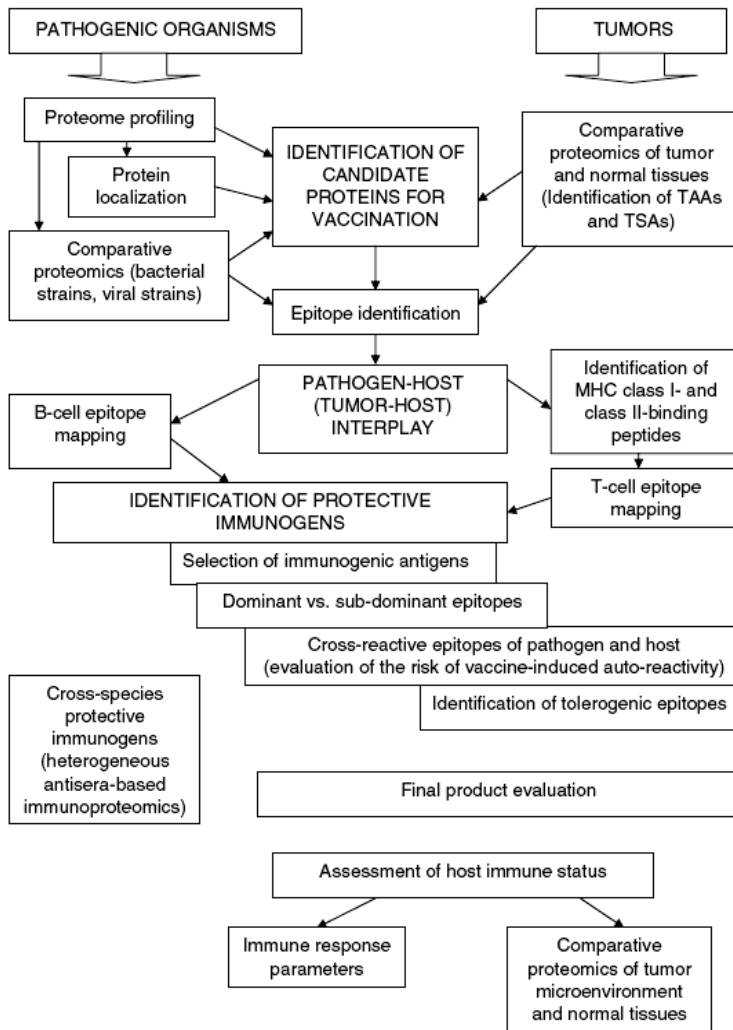 PATHOGENIC ORGANISMS
TUMORS
Proteome profiling
Protein
localization
Comparative
proteomics (bacterial
strains, viral strains)
IDENTIFICATION OF
CANDIDATE
PROTEINS FOR
VACCINATION
Comparative
proteomics of tumor
and normal tissues
(Identification of TAAs
and TSAs)
Epitope identification
PATHOGEN-HOST
(TUMOR-HOST)
INTERPLAY
B-cell epitope
mapping
Identification of
MHC class I- and
class II-binding
peptides
T-cell epitope
mapping
IDENTIFICATION OF PROTECTIVE
IMMUNOGENS
Selection of immunogenic antigens
Dominant vs. sub-dominant epitopes
Cross-reactive epitopes of pathogen and host
(evaluation of the risk of vaccine-induced auto-reactivity)
Identification of tolerogenic epitopes
Cross-species
protective
immunogens
(heterogeneous
antisera-based
immunoproteomics)
Final product evaluation
Assessment of host immune status
Immune response
parameters
Comparative
proteomics of tumor
microenvironment
and normal tissues